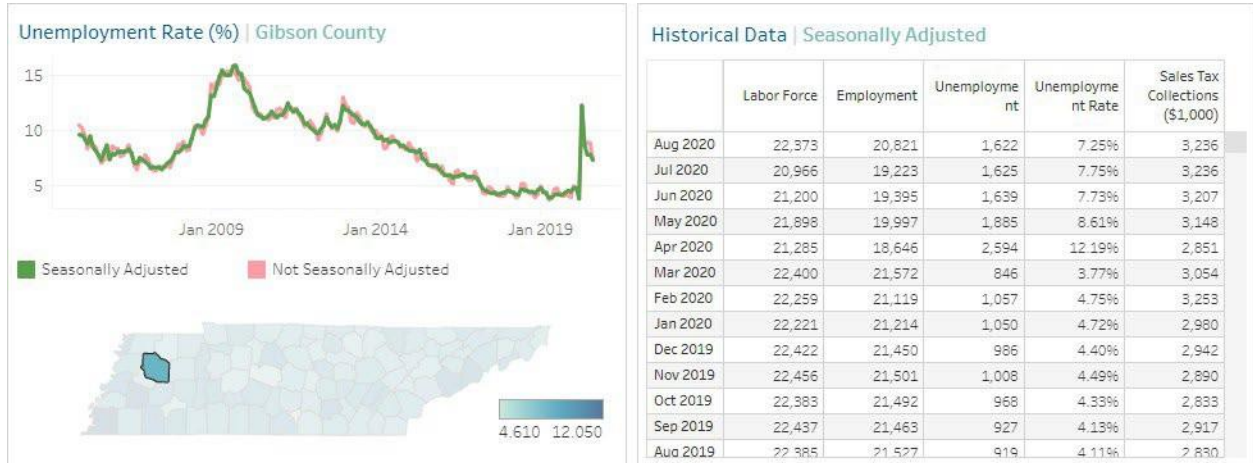 Unemployment Rate (%) | Gibson County
15
10
5
Jan 2009 Jan 2014 Jan 2019
Seasonally Adjusted Not Seasonally Adjusted
4.610 12.050
Historical Data | Seasonally Adjusted
Labor Force Employment Unemployme
nt Unemployme
nt Rate Sales Tax
Collections
($1,000)
Aug 2020 22,373 20,821 1,622 7.25% 3,236
Jul 2020 20,966 19,223 1,625 7.75% 3,236
Jun 2020 21,200 19,395 1,639 7.73% 3,207
May 2020 21,898 19,997 1,885 8.61% 3,148
Apr 2020 21,285 18,646 2,594 12.19% 2,851
Mar 2020 22,400 21,572 846 3.77% 3,054
Feb 2020 22,259 21,119 1,057 4.75% 3,253
Jan 2020 22,221 21,214 1,050 4.72% 2,980
Dec 2019 22,422 21,450 986 4.40% 2,942
Nov 2019 22,456 21,501 1,008 4.49% 2,890
Oct 2019 22,383 21,492 968 4.33% 2,833
Sep 2019 22,437 21,463 927 4.13% 2,917
Aug 2019 22,385 21,527 919 4.11% 2,830